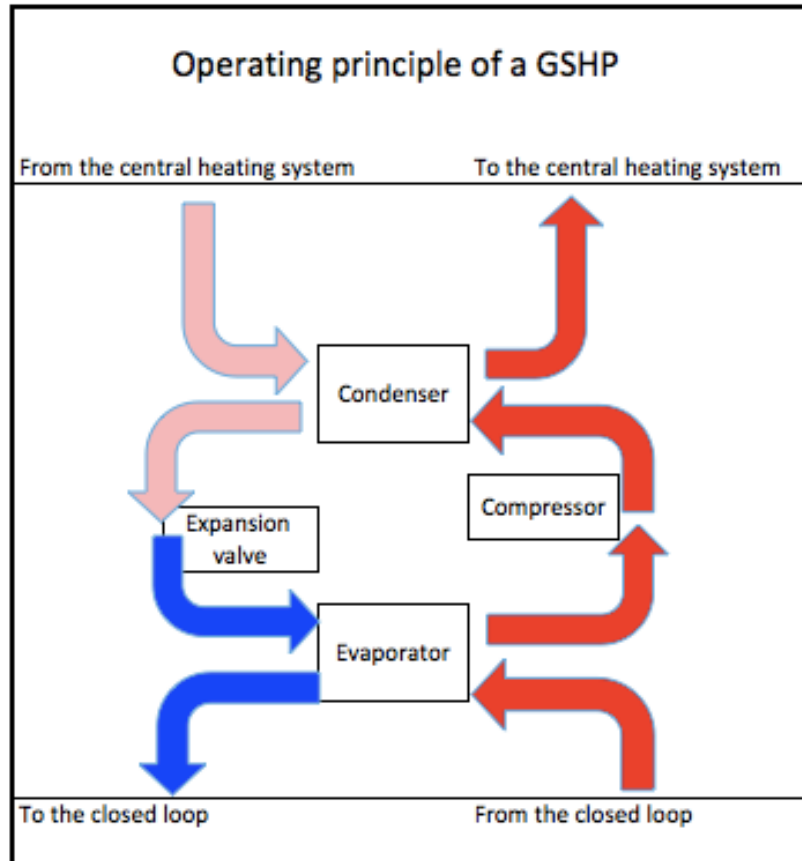 Operating principle of a GSHP
From the central heating system
To the central heating system
Condenser
Compressor
Expansion
valve
Evaporator
To the closed loop
From the closed loop